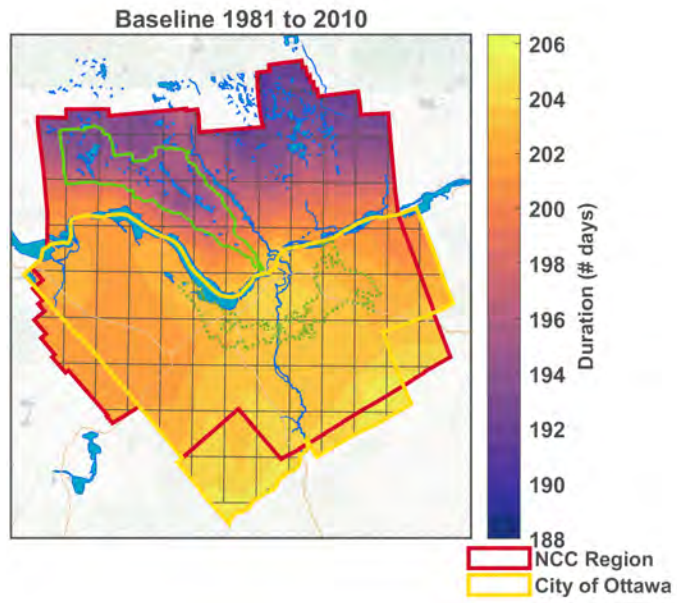 Baseline 1981 to 2010
206
204
202
200
198
196
194
192
190
188
Duration (# days)
NCC Region
City of Ottawa